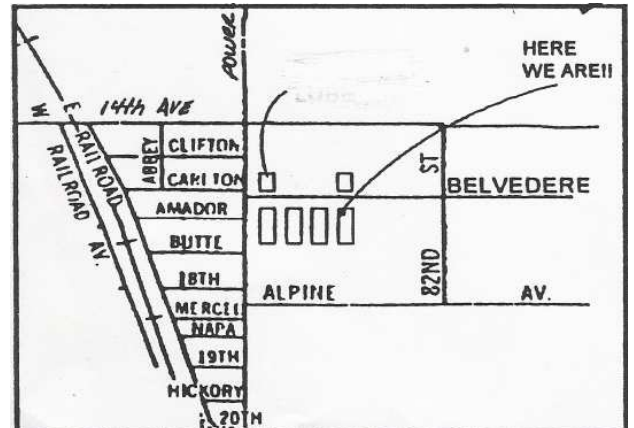 POWER
HERE
WE ARE!!
14th AVE
W
E
RAILROAD
RAILROAD AV.
ABBEY
CLIFTON
CARLTON
ST
BELVEDERE
AMADOR
BUTTE
18TH
ALPINE
82ND
AV.
NAPA
19TH
HICKORY
20TH